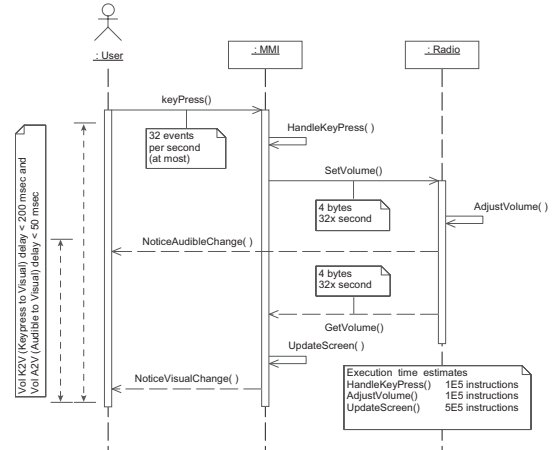 : User
: MMI
: Radio
keyPress()
32 events
per second
(at most)
HandleKeyPress( )
SetVolume()
4 bytes
32x second
AdjustVolume( )
NoticeAudibleChange( )
4 bytes
32x second
GetVolume()
UpdateScreen( )
NoticeVisualChange( )
Vol K2V (Keypress to Visual) delay < 200 msec and
Vol A2V (Audible to Visual) delay < 50 msec
Execution time estimates
HandleKeyPress() 1E5 instructions
AdjustVolume() 1E5 instructions
UpdateScreen() 5E5 instructions